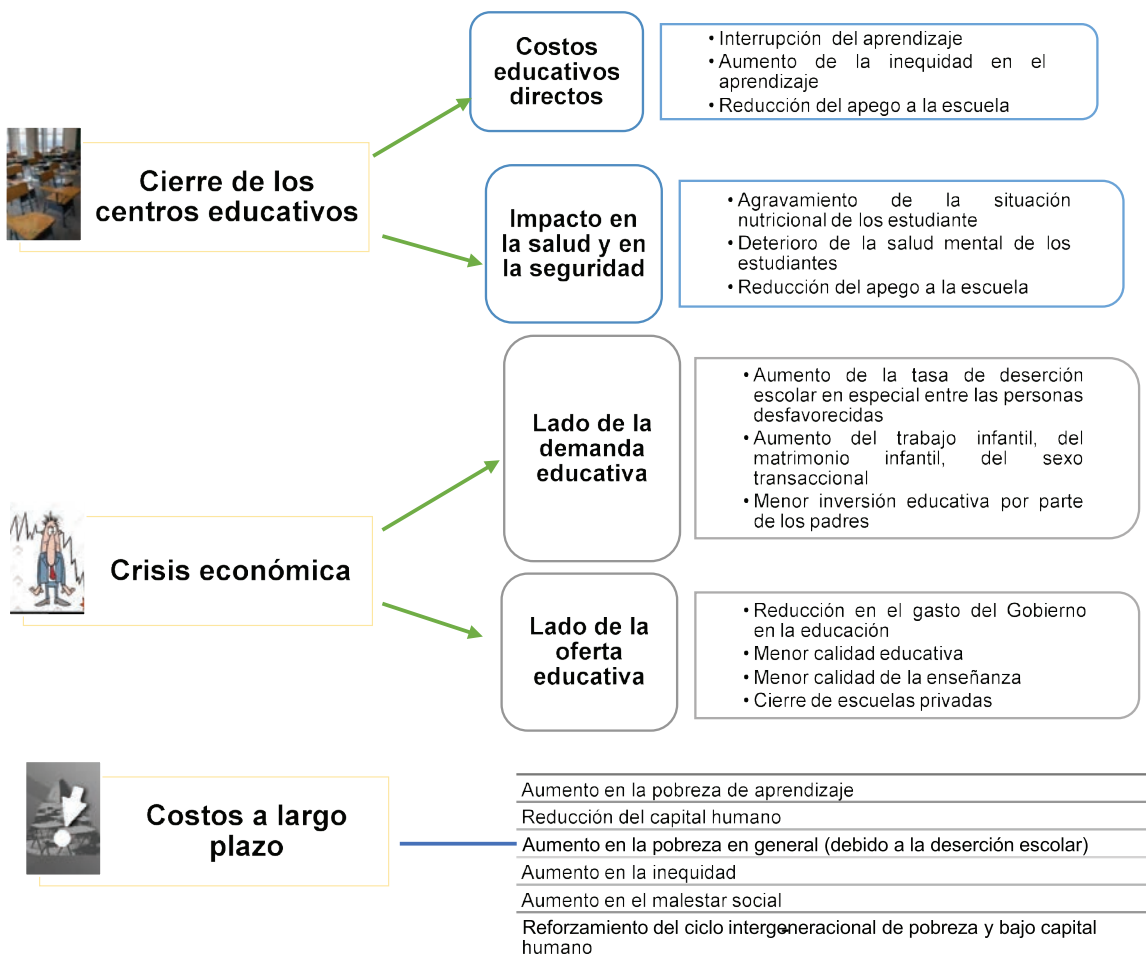 Cierre de los
centros educativos
Costos
educativos
directos
• Interrupción del aprendizaje
• Aumento de la inequidad en el
aprendizaje
• Reducción del apego a la escuela
Impacto en
la salud y en
la seguridad
• Agravamiento de la situación
nutricional de los estudiante
• Deterioro de la salud mental de los
estudiantes
• Reducción del apego a la escuela
Crisis económica
Lado de la
demanda
educativa
• Aumento de la tasa de deserción
escolar en especial entre las personas
desfavorecidas
• Aumento del trabajo infantil, del
matrimonio infantil, del sexo
transaccional
• Menor inversión educativa por parte
de los padres
Lado de la
oferta
educativa
• Reducción en el gasto del Gobierno
en la educación
• Menor calidad educativa
• Menor calidad de la enseñanza
• Cierre de escuelas privadas
Costos a largo
plazo
Aumento en la pobreza de aprendizaje
Reducción del capital humano
Aumento en la pobreza en general (debido a la deserción escolar)
Aumento en la inequidad
Aumento en el malestar social
Reforzamiento del ciclo intergeneracional de pobreza y bajo capital
humano